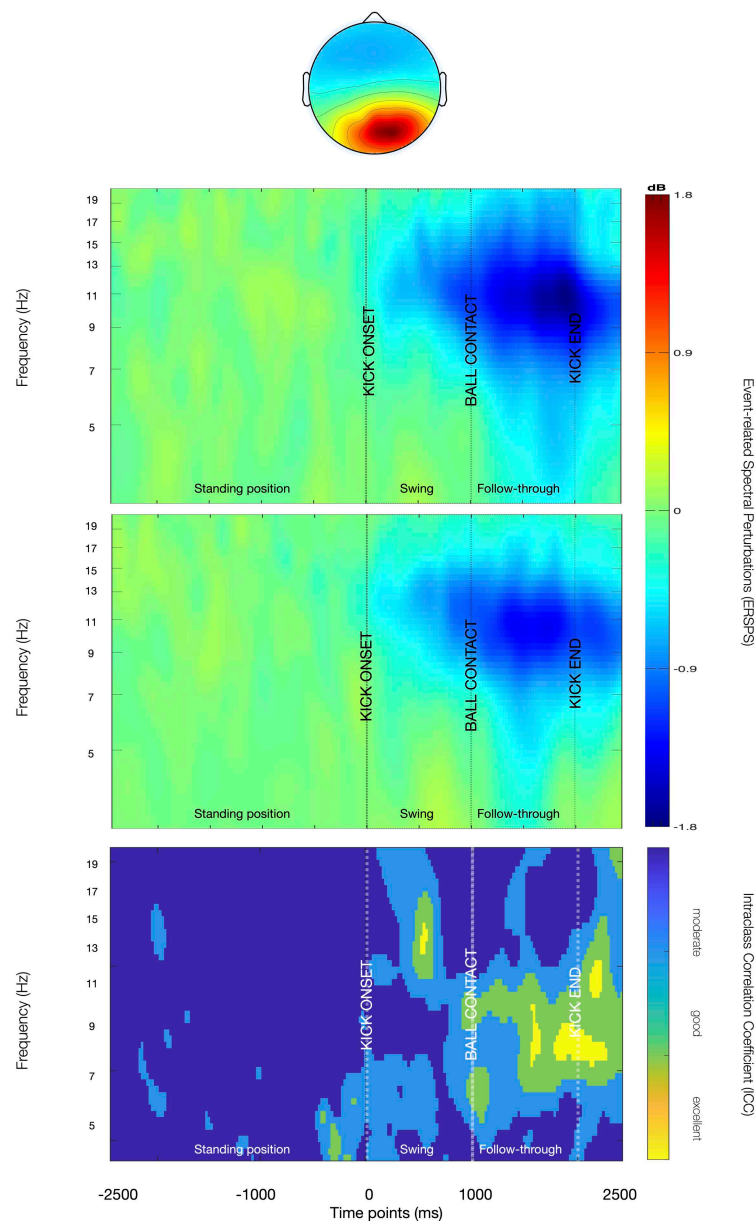 dB
19
17
15
13
11
9
7
5
Frequency (Hz)
KICK ONSET
BALL CONTACT
KICK END
Standing position
Swing
Follow-through
1.8
0.9
0
-0.9
-1.8
Event-related Spectral Perturbations (ERSPS)
19
17
15
13
11
9
7
5
Frequency (Hz)
KICK ONSET
BALL CONTACT
KICK END
Standing position
Swing
Follow-through
19
17
15
13
11
9
7
5
Frequency (Hz)
KICK ONSET
BALL CONTACT
KICK END
Standing position
Swing
Follow-through
moderate
good
excellent
Intraclass Correlation Coefficient (ICC)
-2500
-1000
0
1000
2500
Time points (ms)